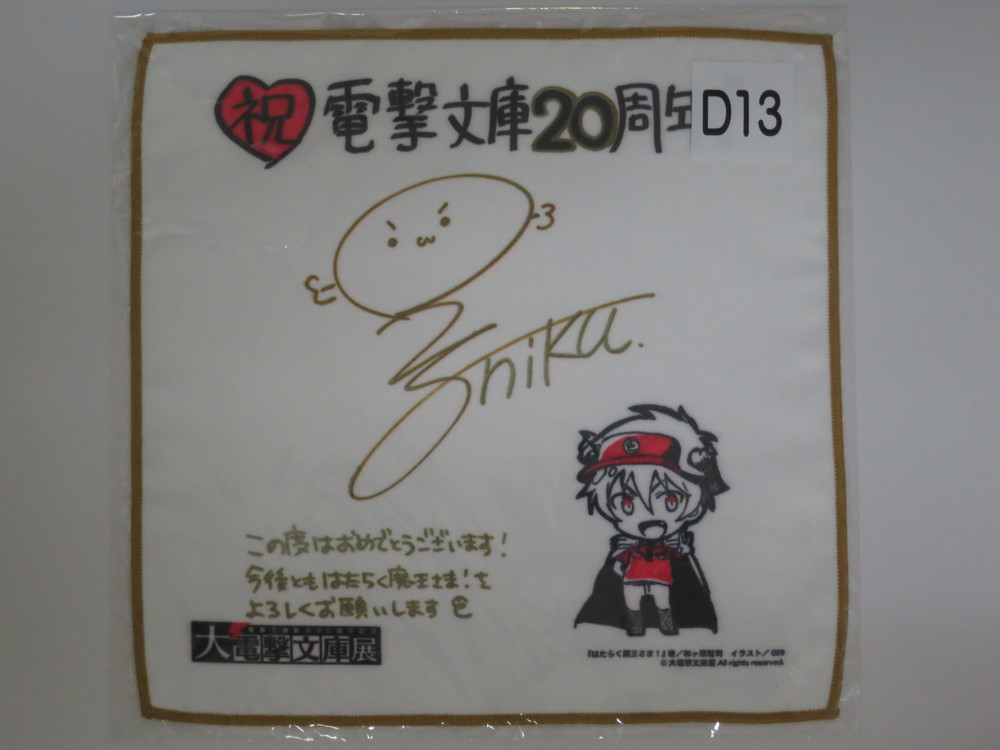 祝 電撃文庫20周年
D13
Oniku.
この度はおめでとうございます!
今後ともはたらく魔王さま!を
よろしくお願いします
大電撃文庫展
『はたらく魔王さま!』著/和ヶ原聡司 イラスト/029
©大電撃文庫展 All rights reserved.